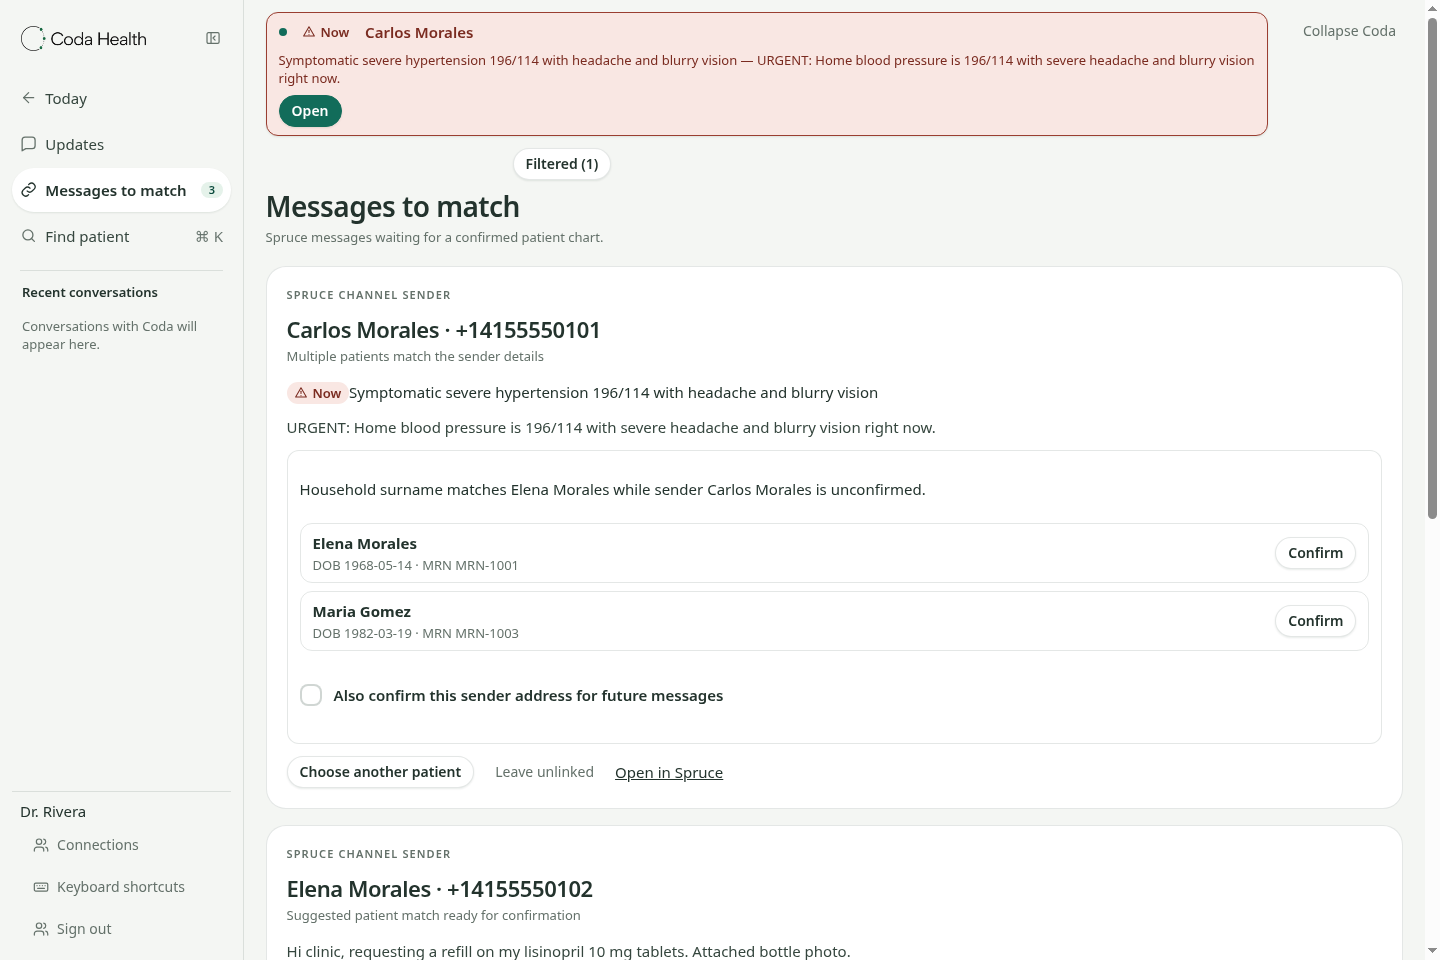 Coda Health
Today
Updates
Messages to match 3
Find patient ⌘ K
Recent conversations
Conversations with Coda will
appear here.
Dr. Rivera
Connections
Keyboard shortcuts
Sign out
Now Carlos Morales
Symptomatic severe hypertension 196/114 with headache and blurry vision — URGENT: Home blood pressure is 196/114 with severe headache and blurry vision
right now.
Open
Collapse Coda
Filtered (1)
Messages to match
Spruce messages waiting for a confirmed patient chart.
SPRUCE CHANNEL SENDER
Carlos Morales · +14155550101
Multiple patients match the sender details
Now Symptomatic severe hypertension 196/114 with headache and blurry vision
URGENT: Home blood pressure is 196/114 with severe headache and blurry vision right now.
Household surname matches Elena Morales while sender Carlos Morales is unconfirmed.
Elena Morales
DOB 1968-05-14 · MRN MRN-1001
Confirm
Maria Gomez
DOB 1982-03-19 · MRN MRN-1003
Confirm
Also confirm this sender address for future messages
Choose another patient Leave unlinked Open in Spruce
SPRUCE CHANNEL SENDER
Elena Morales · +14155550102
Suggested patient match ready for confirmation
Hi clinic, requesting a refill on my lisinopril 10 mg tablets. Attached bottle photo.